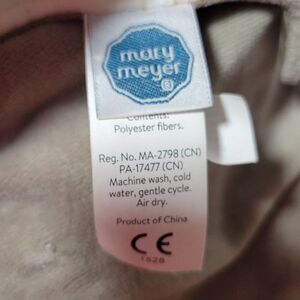 mary
meyer
®
Contents:
Polyester fibers.
Reg. No. MA-2798 (CN)
PA-17477 (CN)
Machine wash, cold
water, gentle cycle.
Air dry.
Product of China
CE
1828